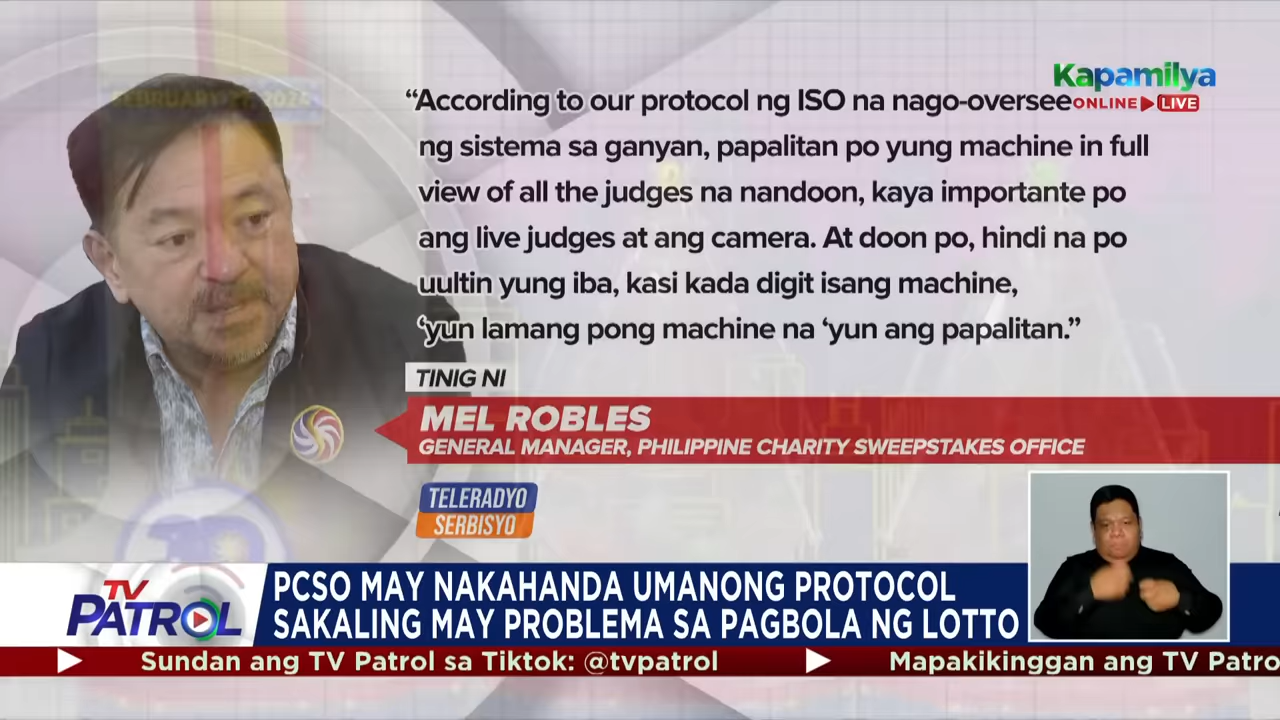 FEBRUARY 27, 2024
Kapamilya
ONLINE LIVE
“According to our protocol ng ISO na nago-oversee
ng sistema sa ganyan, papalitan po yung machine in full
view of all the judges na nandoon, kaya importante po
ang live judges at ang camera. At doon po, hindi na po
uultin yung iba, kasi kada digit isang machine,
‘yun lamang pong machine na ‘yun ang papalitan.”
TINIG NI
MEL ROBLES
GENERAL MANAGER, PHILIPPINE CHARITY SWEEPSTAKES OFFICE
TELERADYO
SERBISYO
TV
PATROL
PCSO MAY NAKAHANDA UMANONG PROTOCOL
SAKALING MAY PROBLEMA SA PAGBOLA NG LOTTO
Sundan ang TV Patrol sa Tiktok: @tvpatrol
Mapakikinggan ang TV Patro